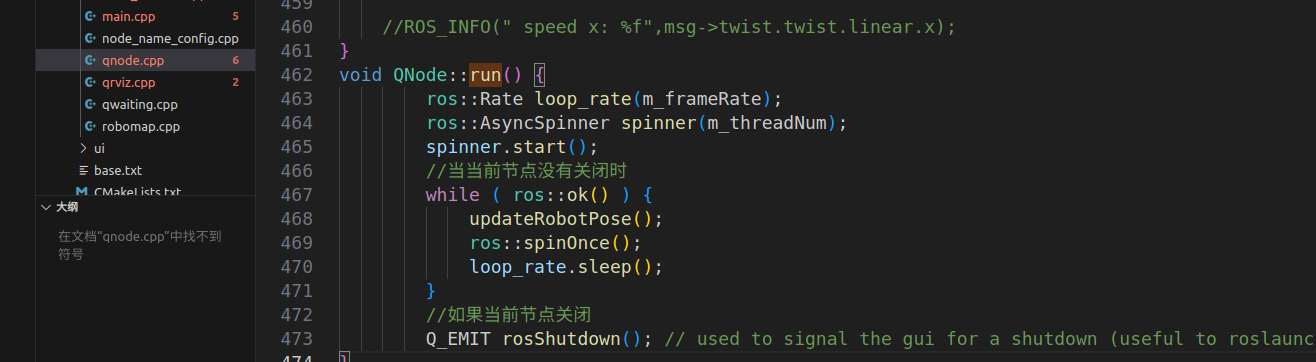 main.cpp 5
node_name_config.cpp
qnode.cpp 6
qrviz.cpp 2
qwaiting.cpp
robomap.cpp
ui
base.txt
CMakeLists.txt
大纲
在文档"qnode.cpp"中找不到
符号
459
460 //ROS_INFO(" speed x: %f",msg->twist.twist.linear.x);
461 }
462 void QNode::run() {
463 ros::Rate loop_rate(m_frameRate);
464 ros::AsyncSpinner spinner(m_threadNum);
465 spinner.start();
466 //当当前节点没有关闭时
467 while ( ros::ok() ) {
468 updateRobotPose();
469 ros::spinOnce();
470 loop_rate.sleep();
471 }
472 //如果当前节点关闭
473 Q_EMIT rosShutdown(); // used to signal the gui for a shutdown (useful to roslaunc
474 }